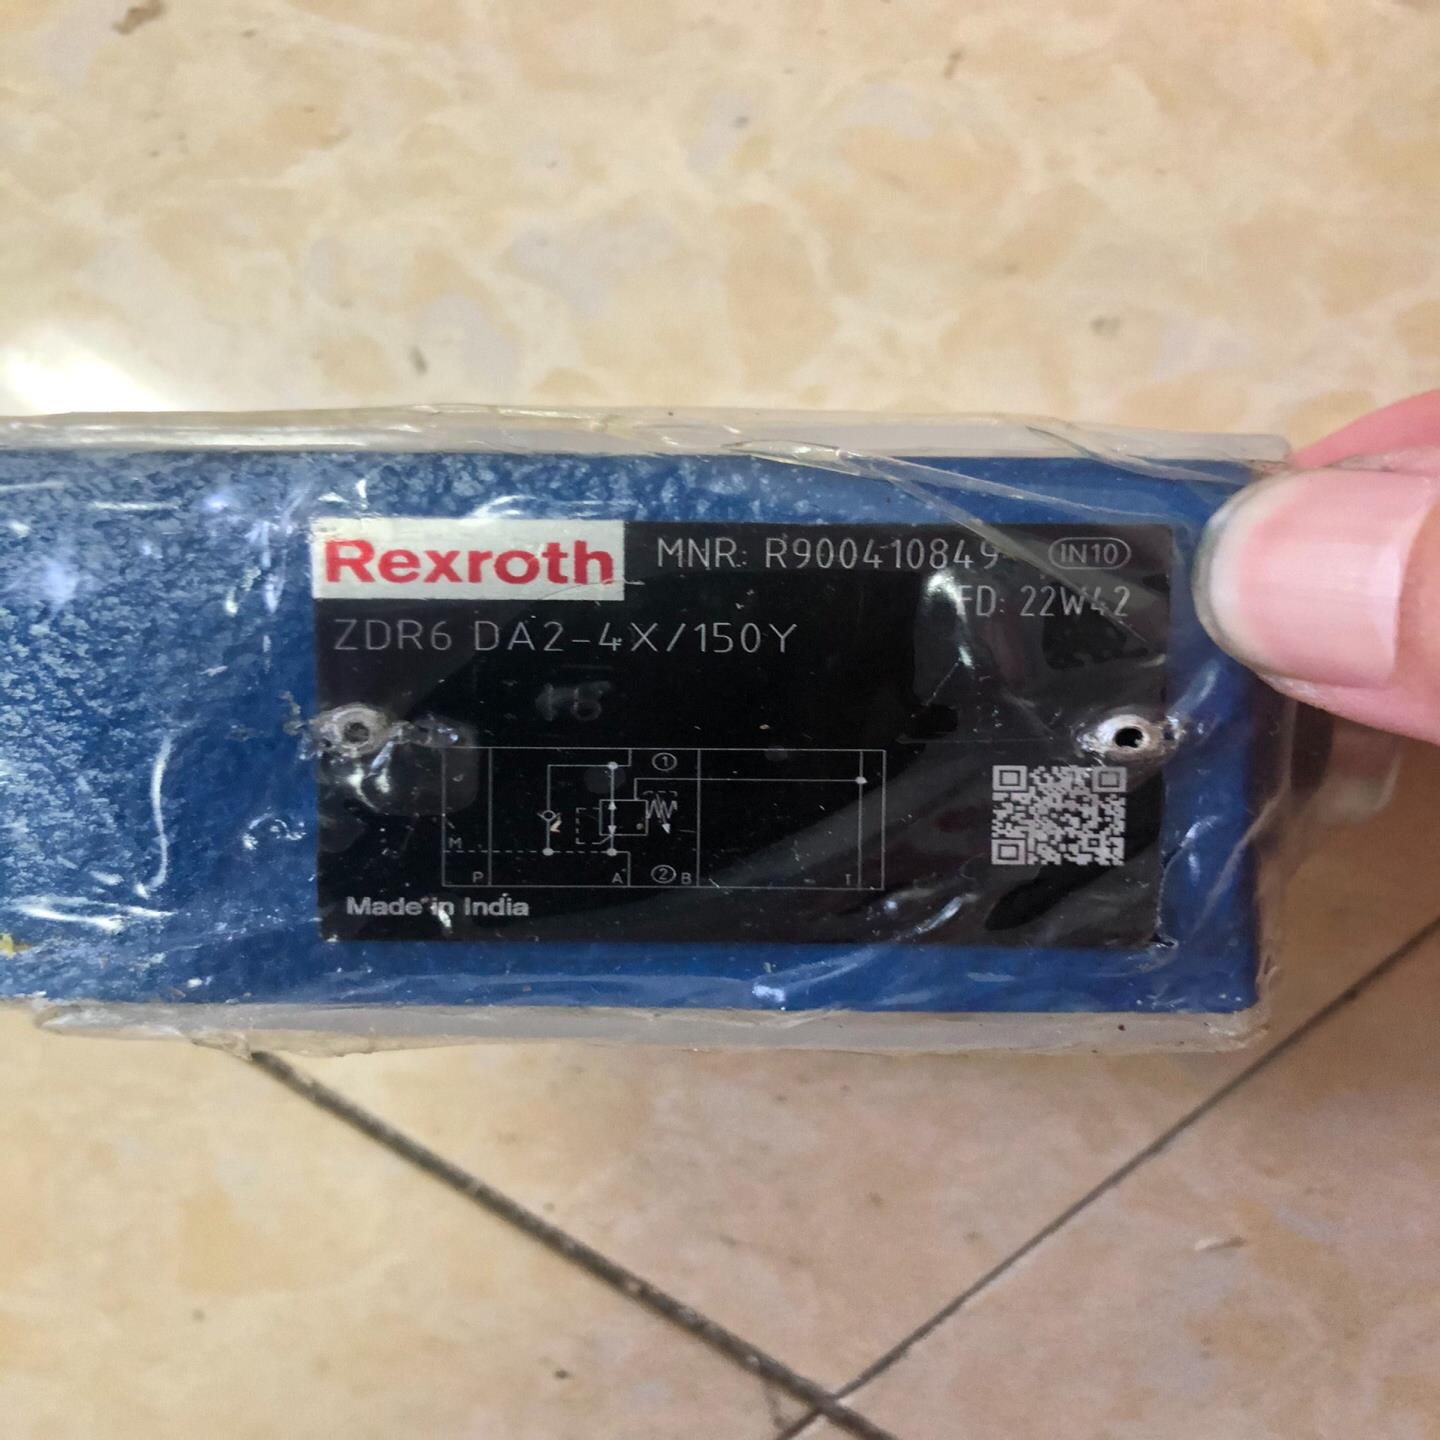 Rexroth MNR: R900410849 IN10
FD: 22W42
ZDR6 DA2-4X/150Y
①
M
P A ② B T
Made in India